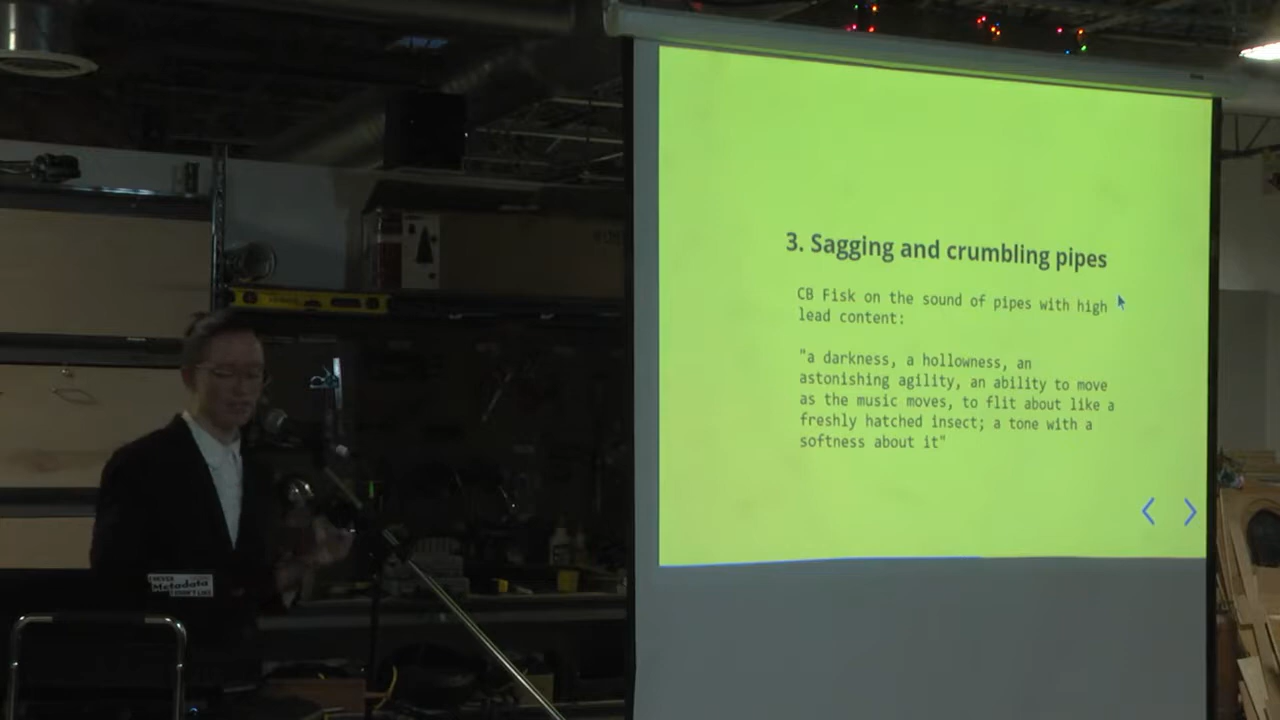 3. Sagging and crumbling pipes
CB Fisk on the sound of pipes with high
lead content:
"a darkness, a hollowness, an
astonishing agility, an ability to move
as the music moves, to flit about like a
freshly hatched insect; a tone with a
softness about it"
Metadata
I DIDN'T LIKE